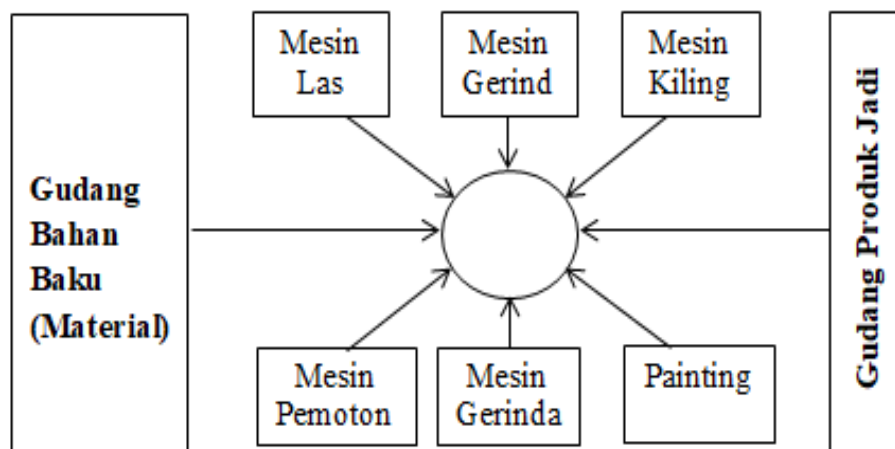 Gudang
Bahan
Baku
(Material)
Mesin
Las
Mesin
Gerind
Mesin
Kiling
Mesin
Pemoton
Mesin
Gerinda
Painting
Gudang Produk Jadi